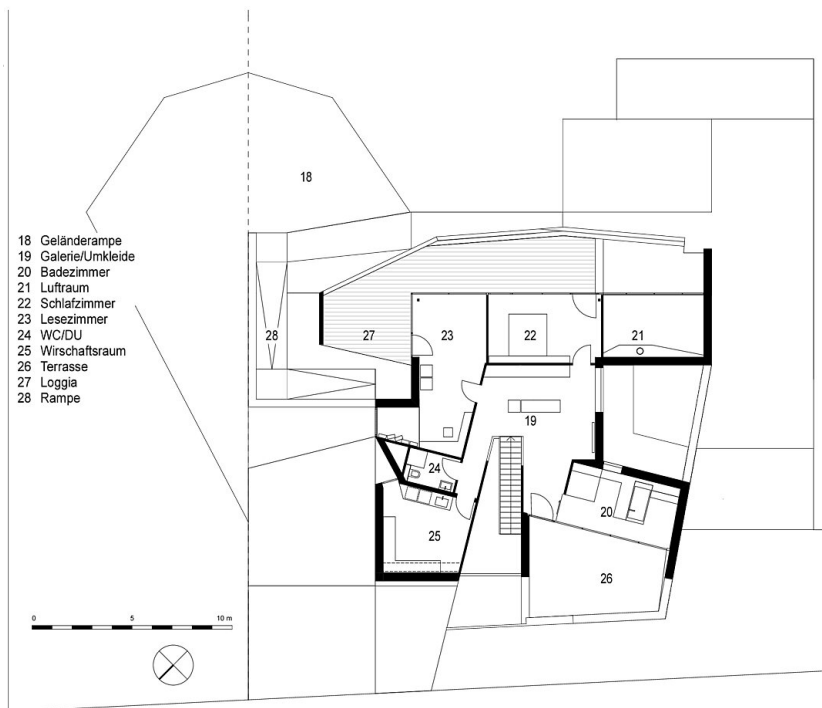 18
18 Geländerampe
19 Galerie/Umkleide
20 Badezimmer
21 Luftraum
22 Schlafzimmer
23 Lesezimmer
24 WC/DU
25 Wirschaftsraum
26 Terrasse
27 Loggia
28 Rampe
28
27
23
22
21
19
24
20
25
26
0 5 10 m